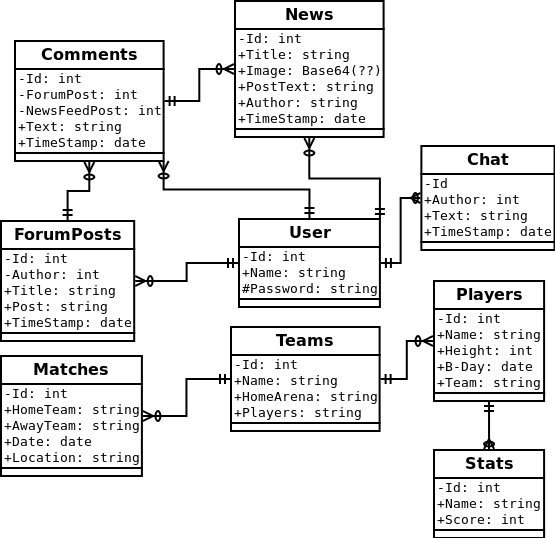 News
-Id: int
+Title: string
+Image: Base64(??)
+PostText: string
+Author: string
+TimeStamp: date
Comments
-Id: int
-ForumPost: int
-NewsFeedPost: int
+Text: string
+TimeStamp: date
Chat
-Id
+Author: int
+Text: string
+TimeStamp: date
ForumPosts
-Id: int
-Author: int
+Title: string
+Post: string
+TimeStamp: date
User
-Id: int
+Name: string
#Password: string
Players
-Id: int
+Name: string
+Height: int
+B-Day: date
+Team: string
Teams
-Id: int
+Name: string
+HomeArena: string
+Players: string
Matches
-Id: int
+HomeTeam: string
+AwayTeam: string
+Date: date
+Location: string
Stats
-Id: int
+Name: string
+Score: int